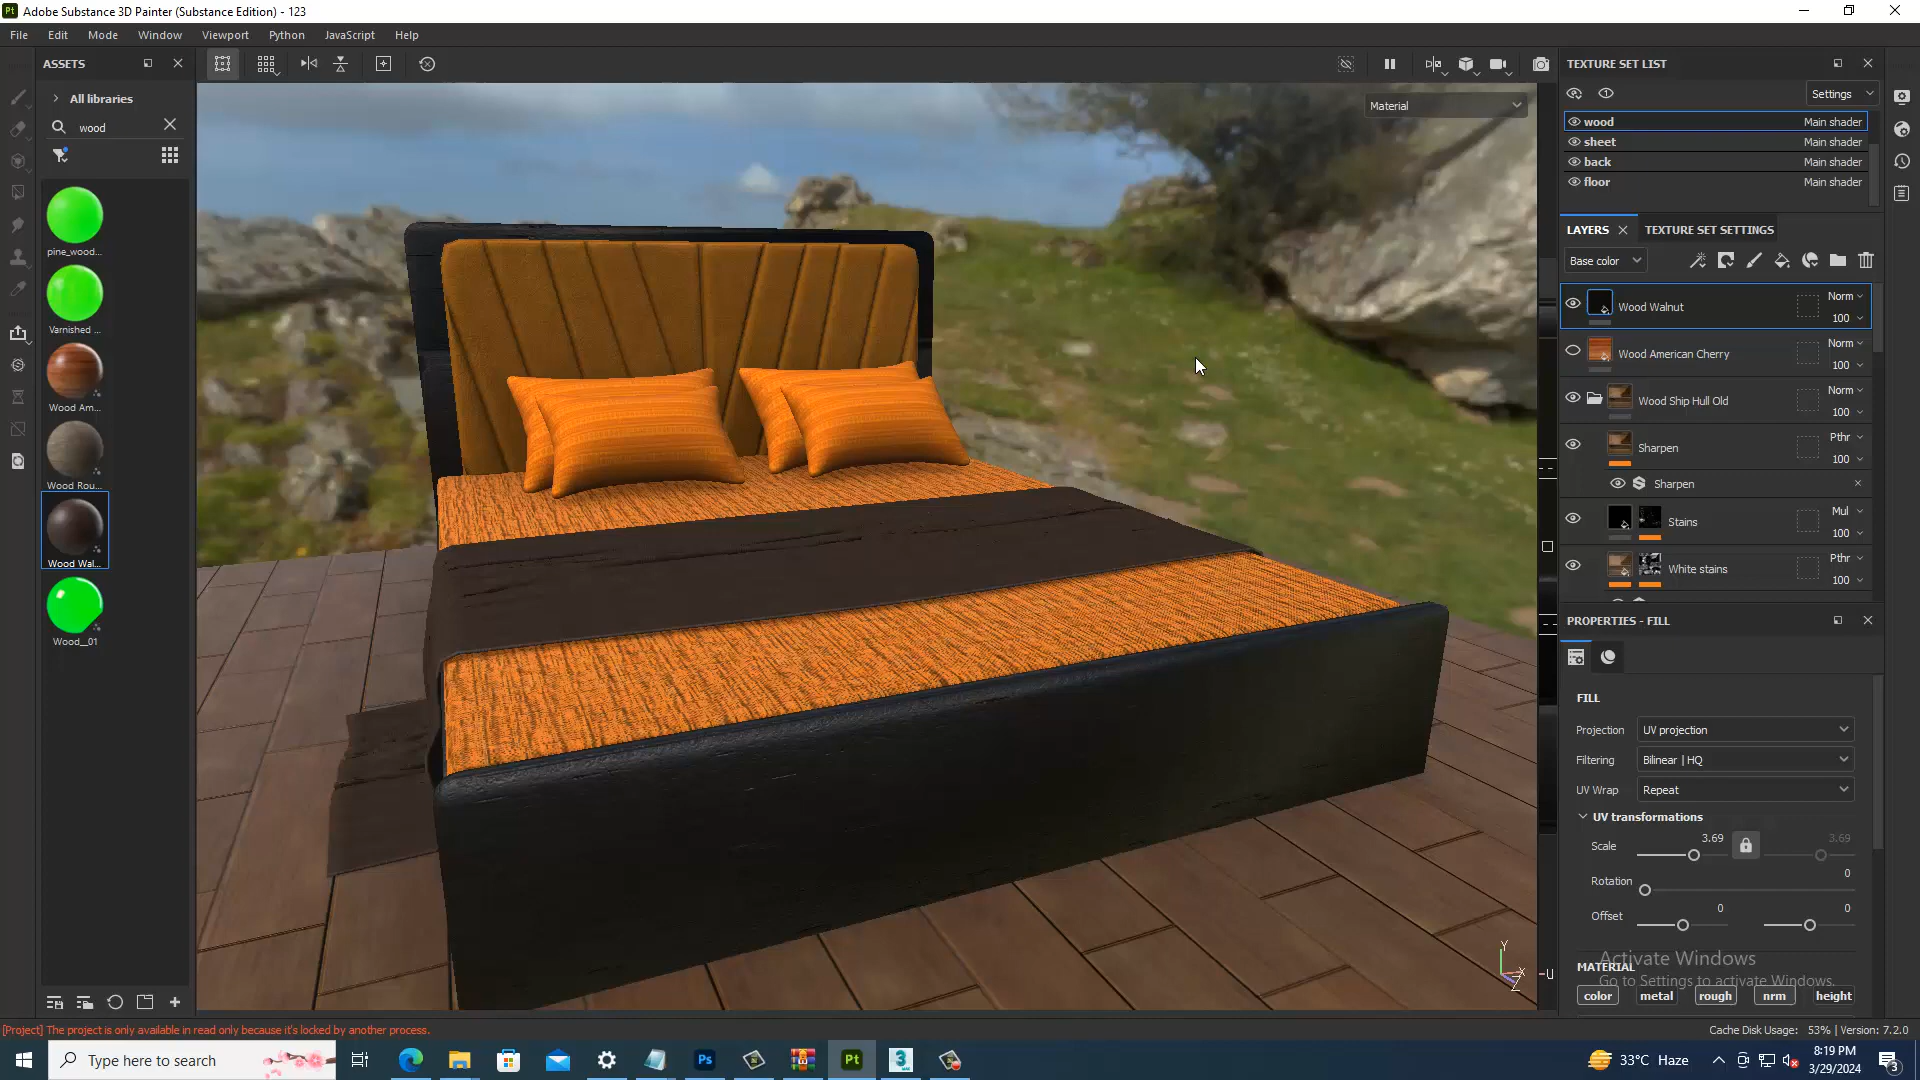 Adobe Substance 3D Painter (Substance Edition) - 123
File Edit Mode Window Viewport Python JavaScript Help
ASSETS
All libraries
wood
pine_wood...
Varnished ...
Wood Am...
Wood Rou...
Wood Wal...
Wood__01
Material
TEXTURE SET LIST
Settings
wood Main shader
sheet Main shader
back Main shader
floor Main shader
LAYERS TEXTURE SET SETTINGS
Base color
Wood Walnut Norm 100
Wood American Cherry Norm 100
Wood Ship Hull Old Norm 100
Sharpen Pthr 100
Sharpen
Stains Mul 100
White stains Pthr 100
PROPERTIES - FILL
FILL
Projection UV projection
Filtering Bilinear | HQ
UV Wrap Repeat
UV transformations
Scale 3.69 3.69
Rotation 0
Offset 0 0
MATERIAL
color metal rough nrm height
Activate Windows
Go to Settings to activate Windows.
Y
X
Z
U
[Project] The project is only available in read only because it's locked by another process.
Cache Disk Usage: 53% | Version: 7.2.0
Type here to search
Ps
Pt
3
33°C Haze
8:19 PM
3/29/2024
3